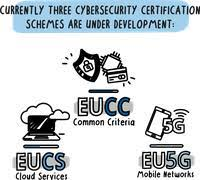 CURRENTLY THREE CYBERSECURITY CERTIFICATION
SCHEMES ARE UNDER DEVELOPMENT:
EUCC
Common Criteria
5G
EUCS
Cloud Services
EU5G
Mobile Networks